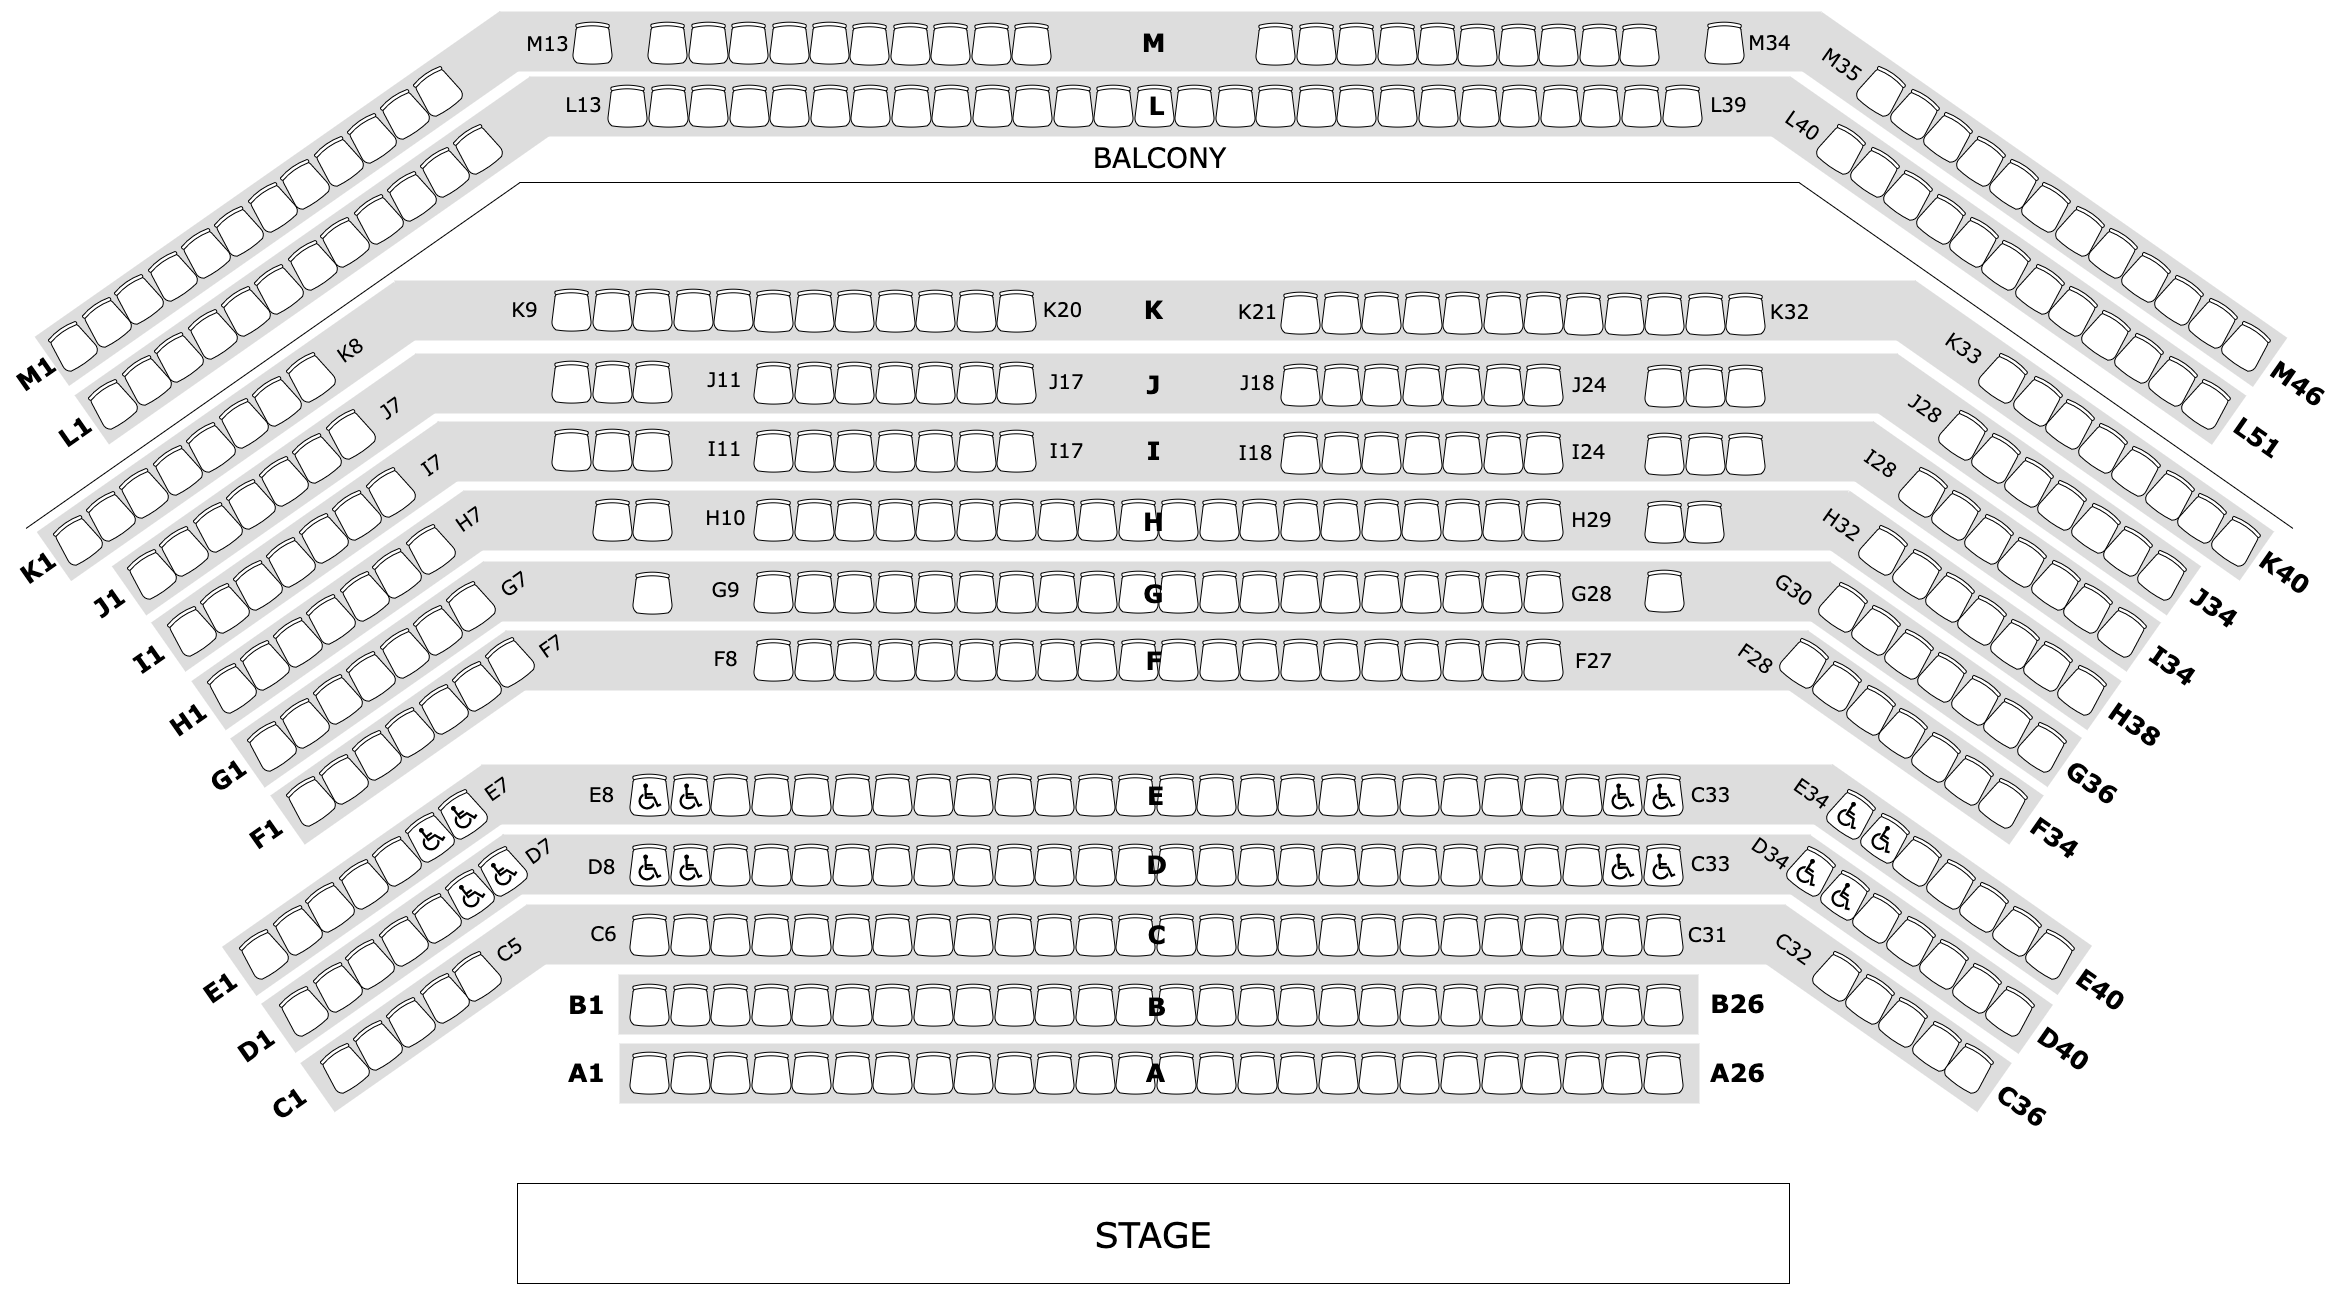 M13 M M34 M35
L13 L L39 L40
BALCONY
M1 M46
L1 L51
K8 K9 K20 K K21 K32 K33
J7 J11 J17 J J18 J24 J28
I7 I11 I17 I I18 I24 I28
K1 H7 H10 H H29 H32 K40
J1 G7 G9 G G28 G30 J34
I1 F7 F8 F F27 F28 I34
H1 H38
G1 G36
F1 F34
E7 E8 E C33 E34
D7 D8 D C33 D34
E1 C5 C6 C C31 C32 E40
D1 B1 B B26 D40
C1 A1 A A26 C36
STAGE